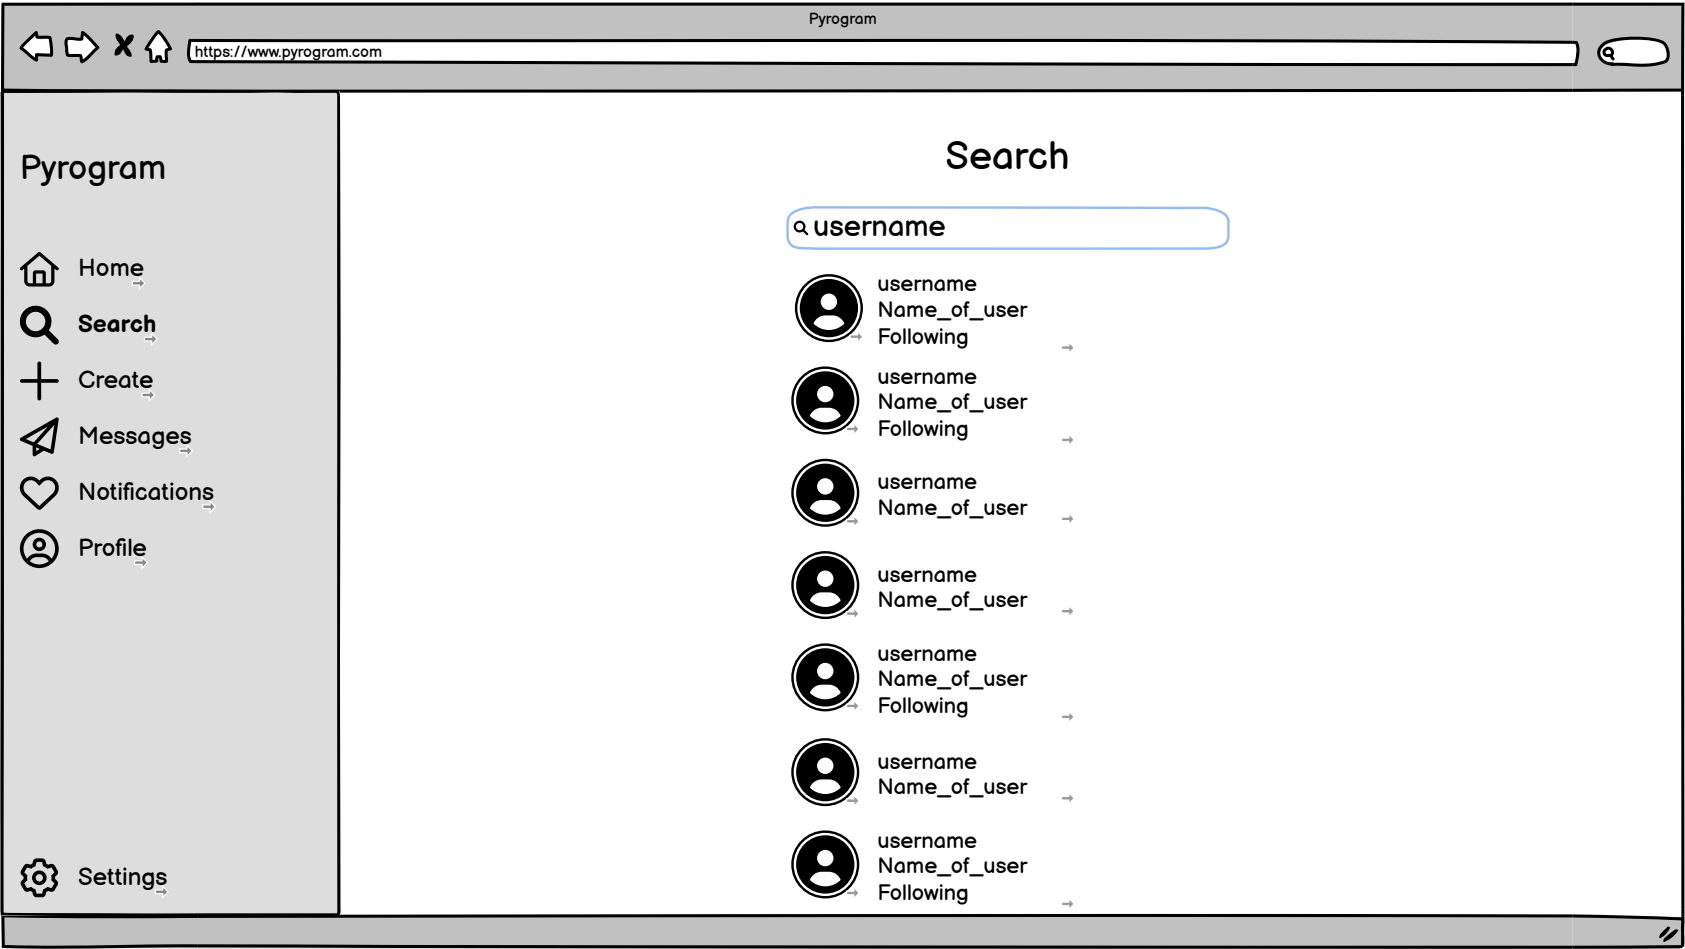 Pyrogram
https://www.pyrogram.com
Pyrogram
Home
Search
Create
Messages
Notifications
Profile
Settings
Search
username
username
Name_of_user
Following
username
Name_of_user
Following
username
Name_of_user
username
Name_of_user
username
Name_of_user
Following
username
Name_of_user
username
Name_of_user
Following